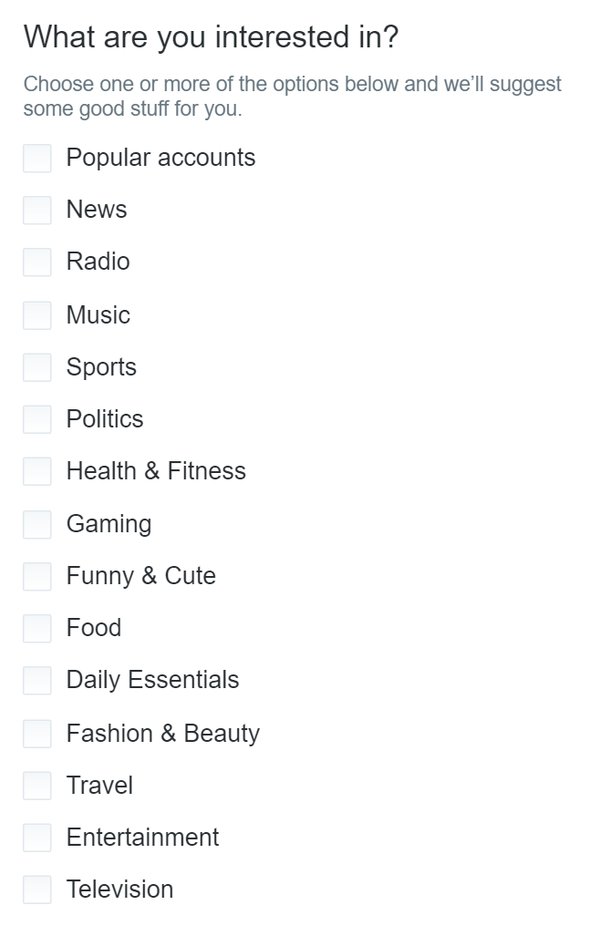 What are you interested in?
Choose one or more of the options below and we’ll suggest
some good stuff for you.
Popular accounts
News
Radio
Music
Sports
Politics
Health & Fitness
Gaming
Funny & Cute
Food
Daily Essentials
Fashion & Beauty
Travel
Entertainment
Television